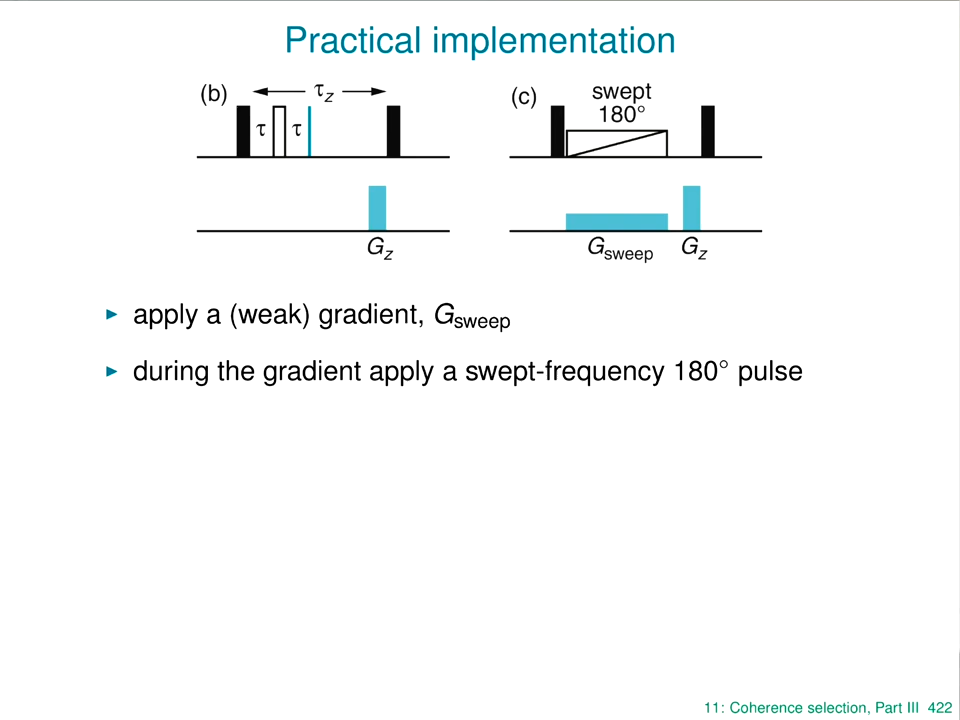 Practical implementation
(b) τz (c) swept 180°
τ τ
Gz Gsweep Gz
▸ apply a (weak) gradient, Gsweep
▸ during the gradient apply a swept-frequency 180° pulse
11: Coherence selection, Part III 422